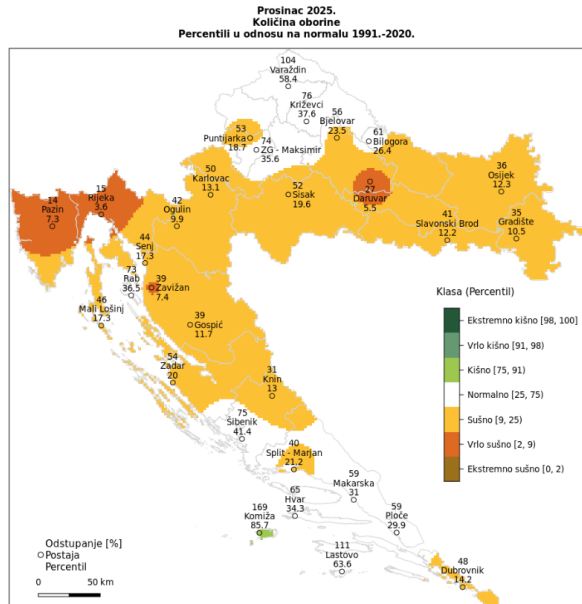 Prosinac 2025.
Količina oborine
Percentili u odnosu na normalu 1991.-2020.
104
Varaždin
58.4
76
Križevci
37.6
56
Bjelovar
23.5
53
Puntijarka
18.7
74
ZG - Maksimir
35.6
61
Bilogora
26.4
50
Karlovac
13.1
52
Sisak
19.6
27
Daruvar
5.5
36
Osijek
12.3
14
Pazin
7.3
15
Rijeka
3.6
42
Ogulin
9.9
41
Slavonski Brod
12.2
35
Gradište
10.5
44
Senj
17.3
73
Rab
36.5
39
Zavižan
7.4
46
Mali Lošinj
17.3
39
Gospić
11.7
54
Zadar
20
31
Knin
13
75
Šibenik
41.4
40
Split - Marjan
21.2
59
Makarska
31
65
Hvar
34.3
169
Komiža
85.7
59
Ploče
29.9
111
Lastovo
63.6
48
Dubrovnik
14.2
Klasa (Percentil)
Ekstremno kišno [98, 100]
Vrlo kišno [91, 98)
Kišno [75, 91)
Normalno [25, 75)
Sušno [9, 25)
Vrlo sušno [2, 9)
Ekstremno sušno [0, 2)
Odstupanje [%]
Postaja
Percentil
0 50 km